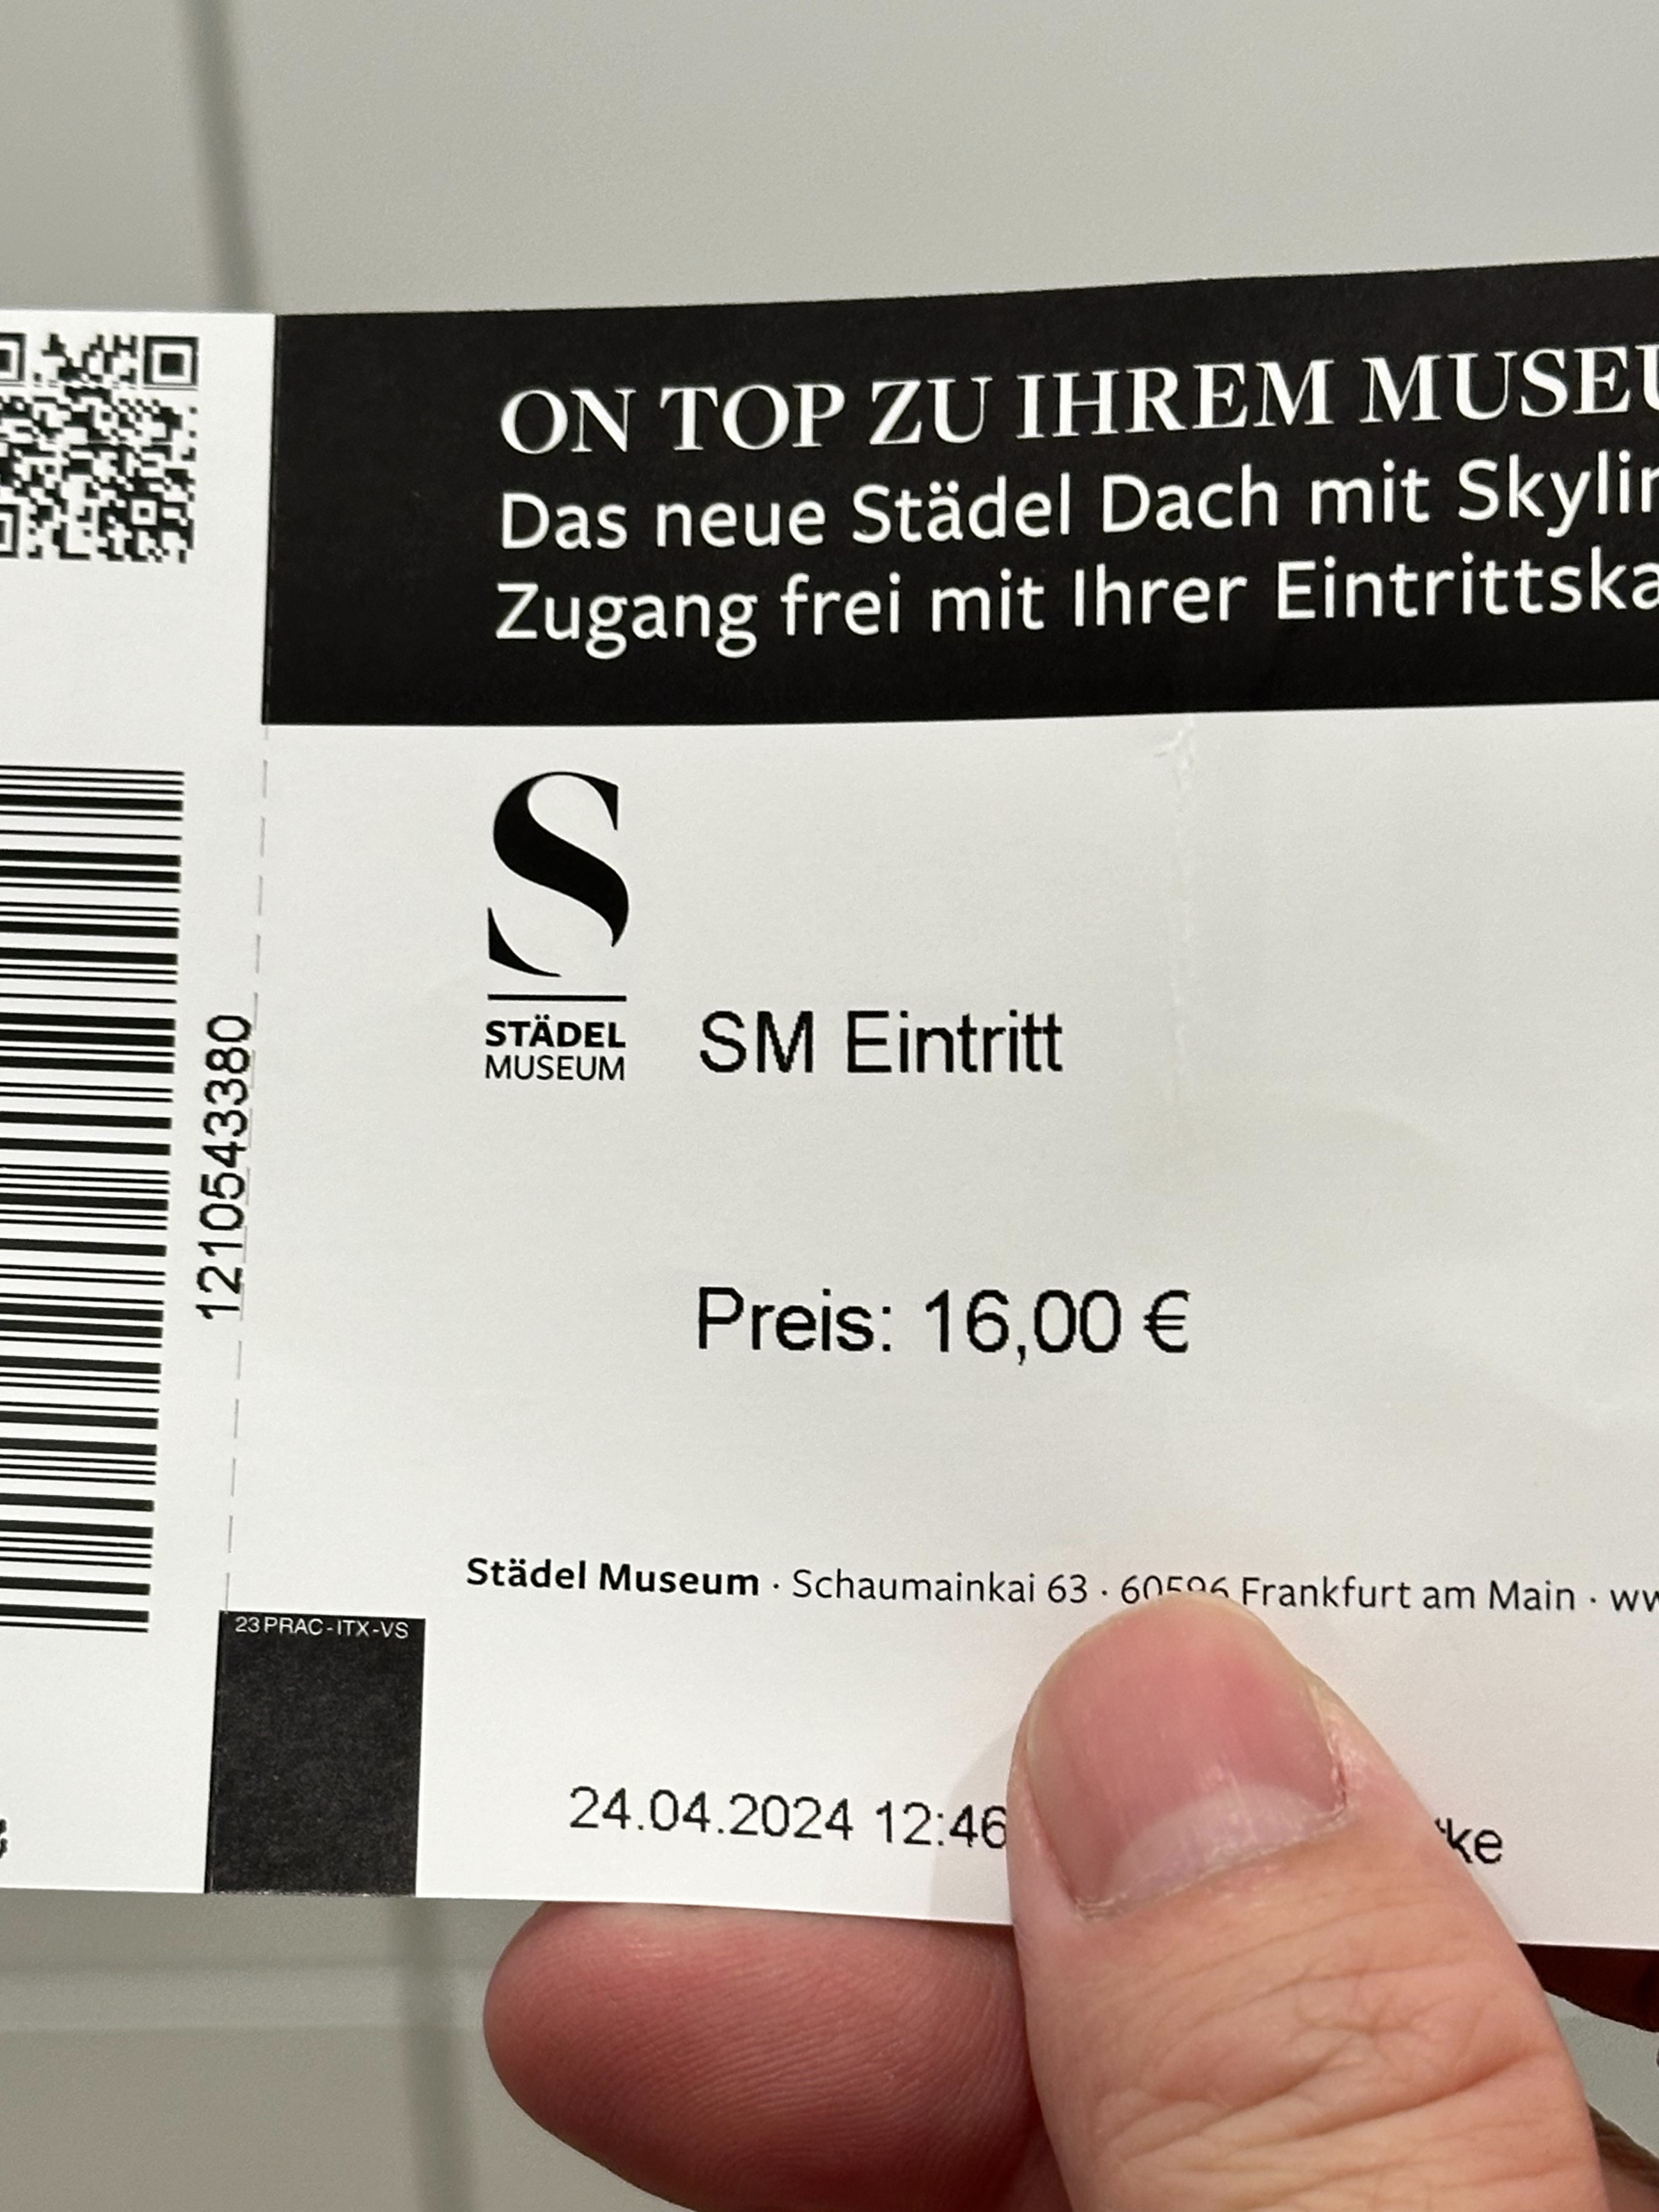 ON TOP ZU IHREM MUSEU
Das neue Städel Dach mit Skylin
Zugang frei mit Ihrer Eintrittska
STÄDEL
MUSEUM
SM Eintritt
1210543380
Preis: 16,00 €
Städel Museum · Schaumainkai 63 · 60596 Frankfurt am Main · ww
23PRAC-ITX-VS
24.04.2024 12:46
ke